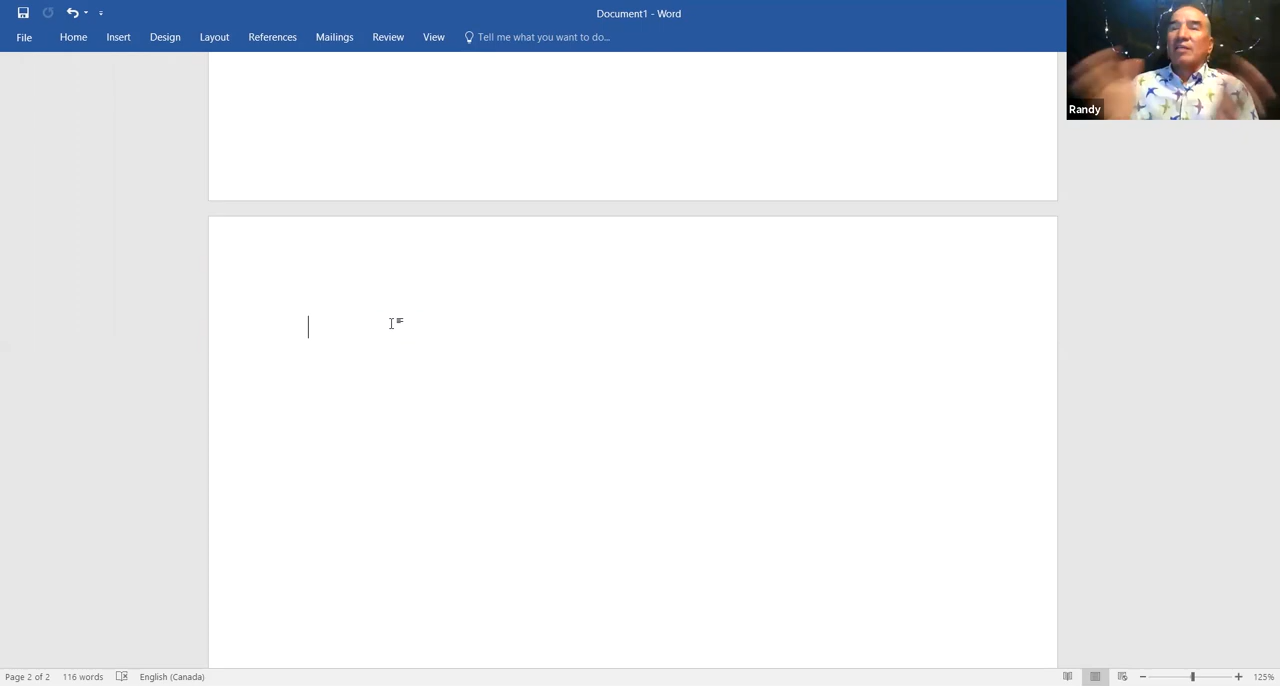 Document1 - Word
File Home Insert Design Layout References Mailings Review View Tell me what you want to do...
Randy
Page 2 of 2 116 words English (Canada) 125%